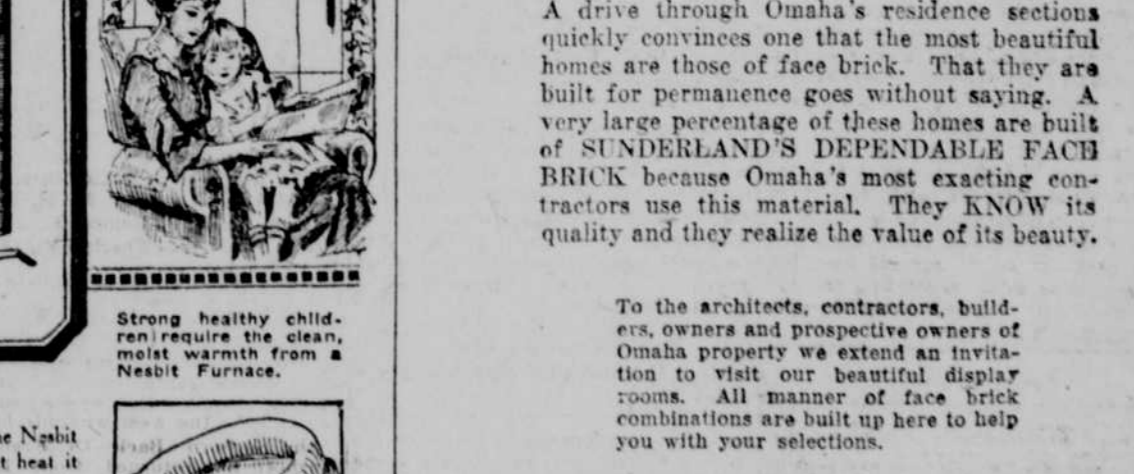 Strong healthy child-
ren require the clean,
moist warmth from a
Nesbit Furnace.
e Nesbit
t heat it
A drive through Omaha's residence sections
quickly convinces one that the most beautiful
homes are those of face brick. That they are
built for permanence goes without saying. A
very large percentage of these homes are built
of SUNDERLAND'S DEPENDABLE FACE
BRICK because Omaha's most exacting con-
tractors use this material. They KNOW its
quality and they realize the value of its beauty.
To the architects, contractors, build-
ers, owners and prospective owners of
Omaha property we extend an invita-
tion to visit our beautiful display
rooms. All manner of face brick
combinations are built up here to help
you with your selections.